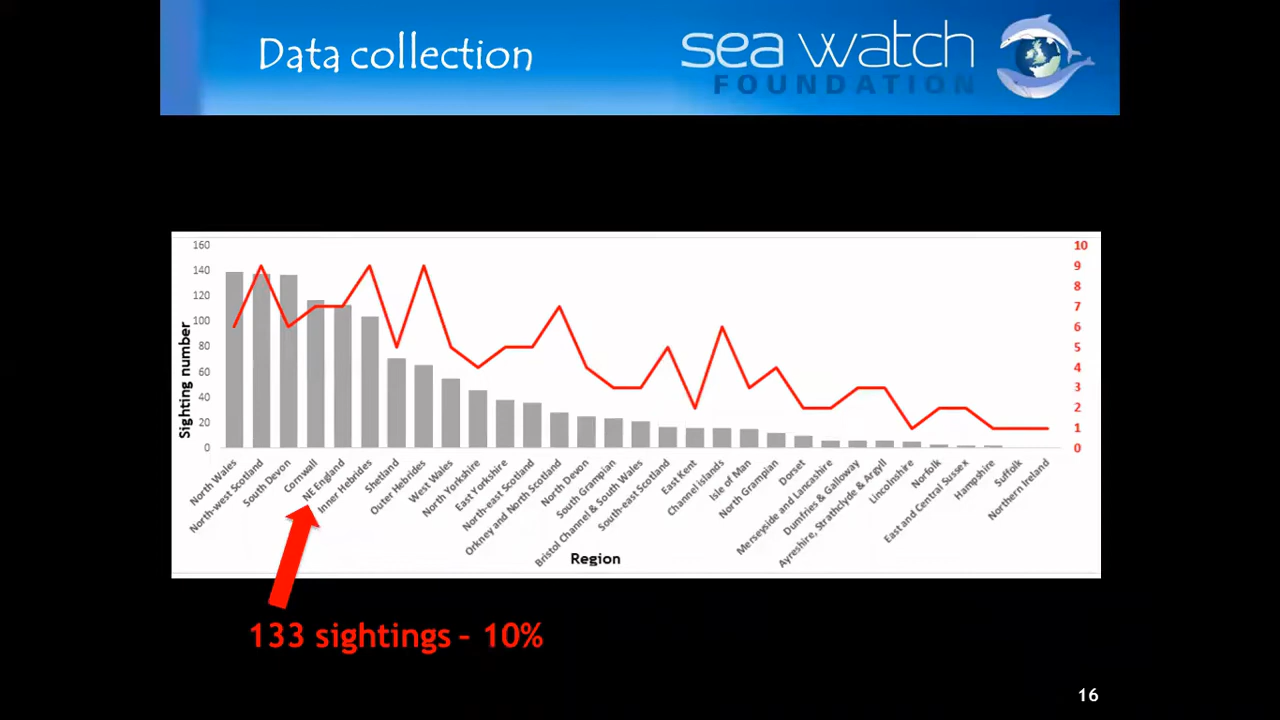 Data collection
sea watch
FOUNDATION
160
140
120
100
80
60
40
20
0
Sighting number
10
9
8
7
6
5
4
3
2
1
0
North Wales
North-west Scotland
South Devon
Cornwall
NE England
Inner Hebrides
Shetland
Outer Hebrides
West Wales
North Yorkshire
East Yorkshire
North-east Scotland
Orkney and North Scotland
North Devon
South Grampian
Bristol Channel & South Wales
South-east Scotland
East Kent
Channel Islands
Isle of Man
North Grampian
Dorset
Merseyside and Lancashire
Dumfries & Galloway
Ayreshire, Strathclyde & Argyll
Lincolnshire
Norfolk
East and Central Sussex
Hampshire
Suffolk
Northern Ireland
Region
133 sightings – 10%
16